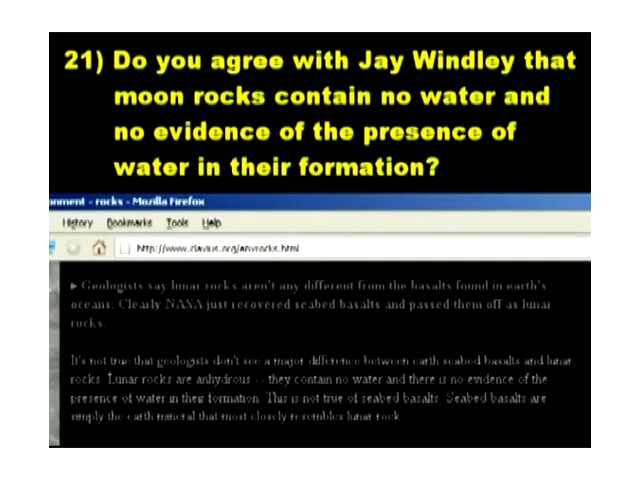 21) Do you agree with Jay Windley that
moon rocks contain no water and
no evidence of the presence of
water in their formation?
onment - rocks - Mozilla Firefox
History Bookmarks Tools Help
http://www.clavius.org/envrocks.html
▸ Geologists say lunar rocks aren't any different from the basalts found in earth's
oceans. Clearly NASA just recovered seabed basalts and passed them off as lunar
rocks.
It's not true that geologists don't see a major difference between earth seabed basalts and lunar
rocks. Lunar rocks are anhydrous -- they contain no water and there is no evidence of the
presence of water in their formation. This is not true of seabed basalts. Seabed basalts are
simply the earth mineral that most closely resembles lunar rock.